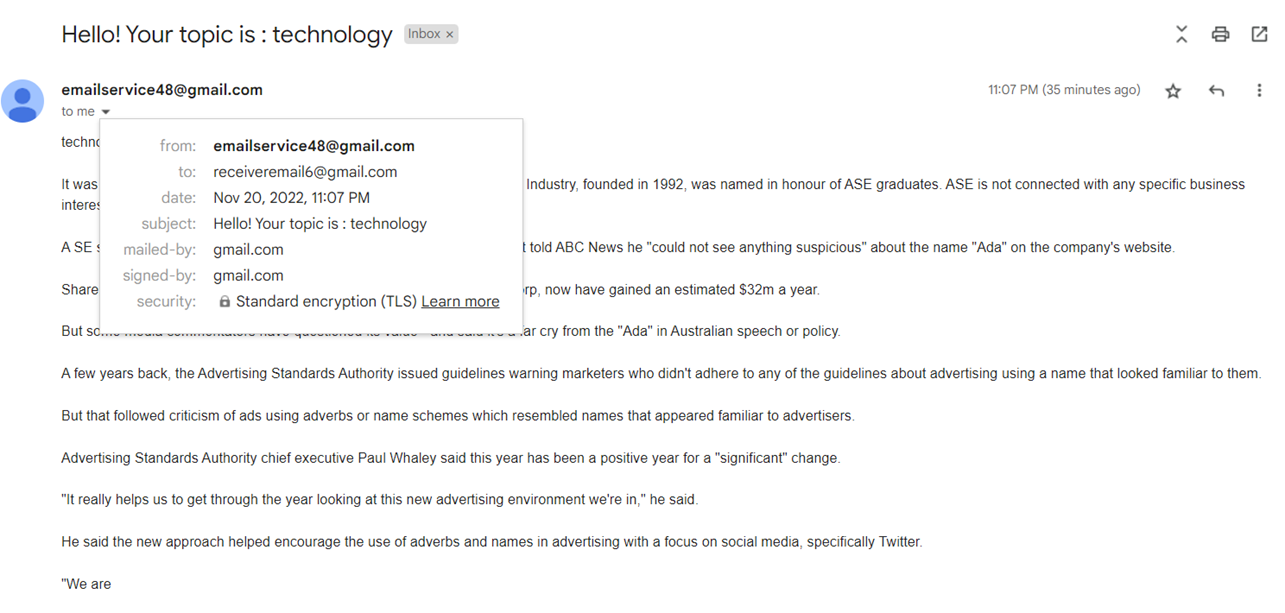 Hello! Your topic is : technology Inbox ×
emailservice48@gmail.com 11:07 PM (35 minutes ago)
to me
from: emailservice48@gmail.com
to: receiveremail6@gmail.com
date: Nov 20, 2022, 11:07 PM
subject: Hello! Your topic is : technology
mailed-by: gmail.com
signed-by: gmail.com
security: Standard encryption (TLS) Learn more
It was Industry, founded in 1992, was named in honour of ASE graduates. ASE is not connected with any specific business
A SE told ABC News he "could not see anything suspicious" about the name "Ada" on the company's website.
Share now have gained an estimated $32m a year.
But some media commentators have questioned its value - and said it's a far cry from the "Ada" in Australian speech or policy.
A few years back, the Advertising Standards Authority issued guidelines warning marketers who didn't adhere to any of the guidelines about advertising using a name that looked familiar to them.
But that followed criticism of ads using adverbs or name schemes which resembled names that appeared familiar to advertisers.
Advertising Standards Authority chief executive Paul Whaley said this year has been a positive year for a "significant" change.
"It really helps us to get through the year looking at this new advertising environment we're in," he said.
He said the new approach helped encourage the use of adverbs and names in advertising with a focus on social media, specifically Twitter.
"We are